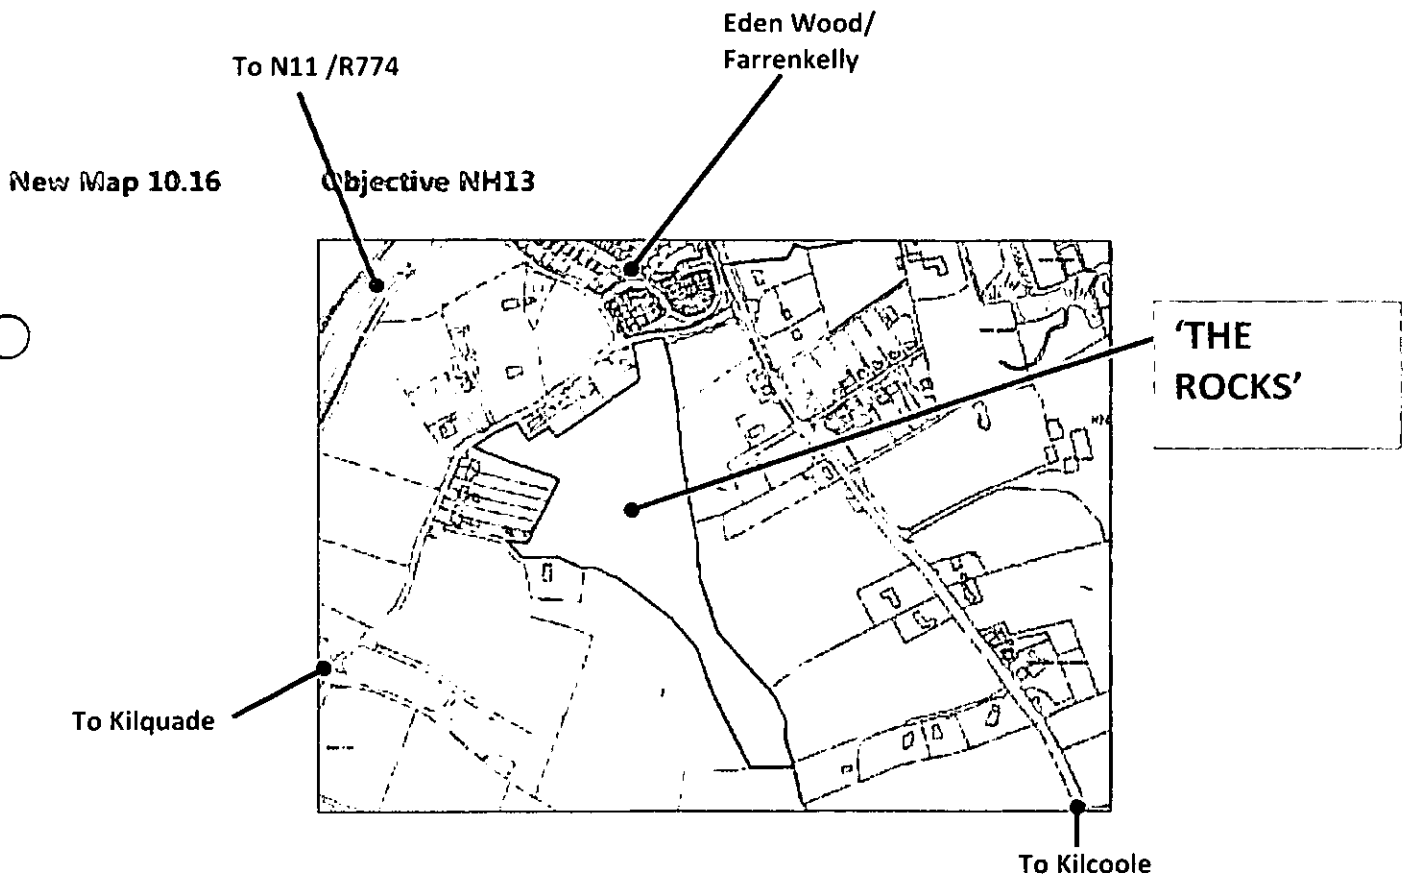 Eden Wood/
Farrenkelly
To N11 /R774
New Map 10.16 Objective NH13
‘THE
ROCKS’
To Kilquade
To Kilcoole